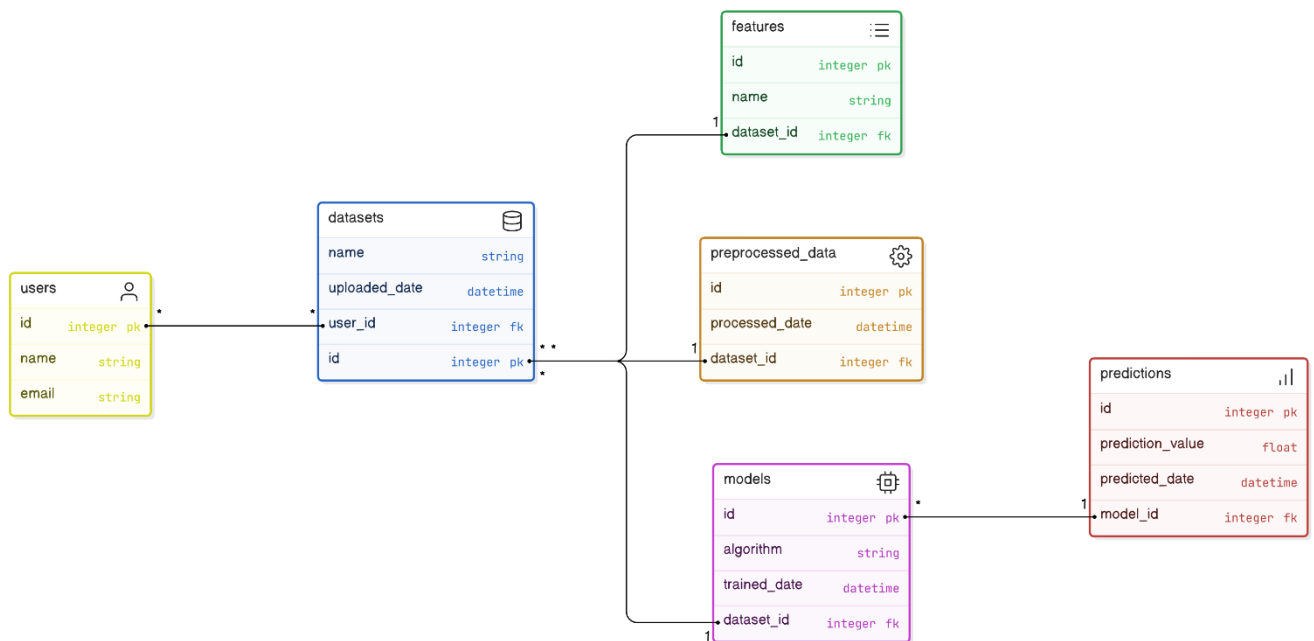 users
id integer pk
name string
email string
*
*
datasets
name string
uploaded_date datetime
user_id integer fk
id integer pk
* *
*
1
features
id integer pk
name string
dataset_id integer fk
1
preprocessed_data
id integer pk
processed_date datetime
dataset_id integer fk
models
id integer pk
algorithm string
trained_date datetime
dataset_id integer fk
1
*
1
predictions
id integer pk
prediction_value float
predicted_date datetime
model_id integer fk